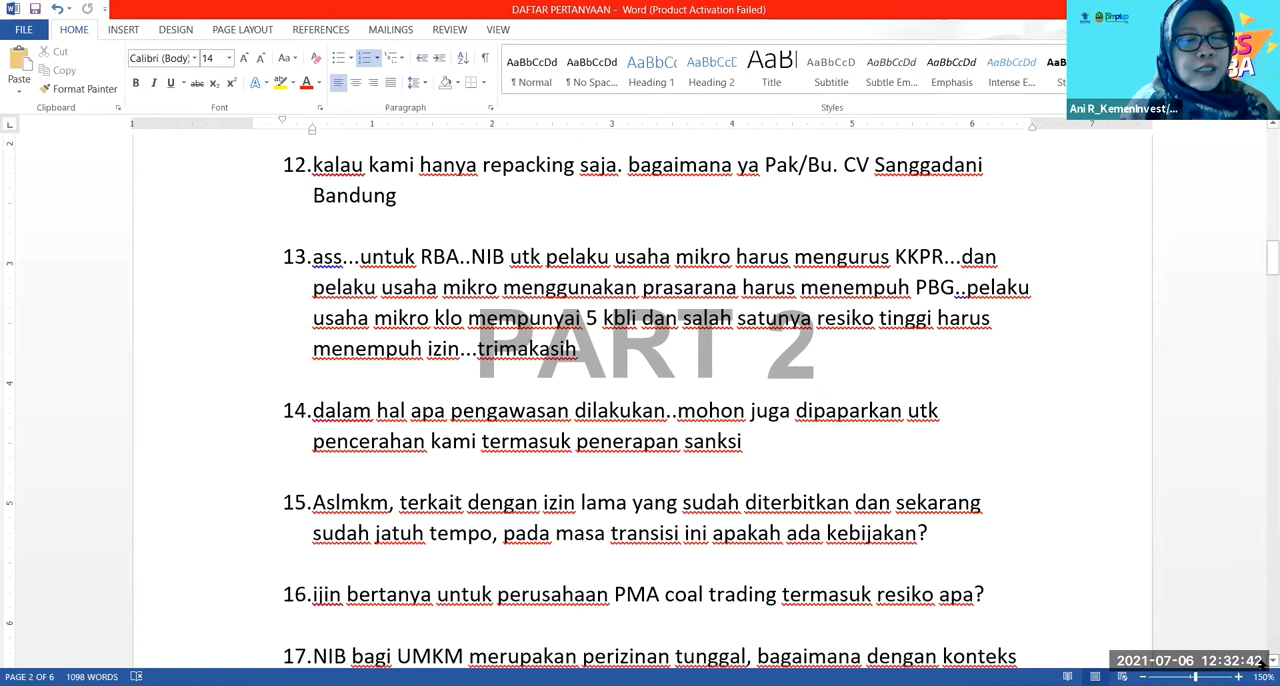 DAFTAR PERTANYAAN - Word (Product Activation Failed)
FILE HOME INSERT DESIGN PAGE LAYOUT REFERENCES MAILINGS REVIEW VIEW
Cut
Copy
Format Painter
Paste
Calibri (Body) 14
AaBbCcDd AaBbCcDd AaBbCc AaBbCcC AaBl AaBbCcD AaBbCcDd AaBbCcDd AaBbCcDd
¶ Normal ¶ No Spac... Heading 1 Heading 2 Title Subtitle Subtle Em... Emphasis Intense E...
Clipboard Font Paragraph Styles
Ani R_KemenInvest/...
12.kalau kami hanya repacking saja. bagaimana ya Pak/Bu. CV Sanggadani
Bandung
13.ass...untuk RBA..NIB utk pelaku usaha mikro harus mengurus KKPR...dan
pelaku usaha mikro menggunakan prasarana harus menempuh PBG..pelaku
usaha mikro klo mempunyai 5 kbli dan salah satunya resiko tinggi harus
menempuh izin...trimakasih
PART 2
14.dalam hal apa pengawasan dilakukan..mohon juga dipaparkan utk
pencerahan kami termasuk penerapan sanksi
15.Aslmkm, terkait dengan izin lama yang sudah diterbitkan dan sekarang
sudah jatuh tempo, pada masa transisi ini apakah ada kebijakan?
16.ijin bertanya untuk perusahaan PMA coal trading termasuk resiko apa?
17.NIB bagi UMKM merupakan perizinan tunggal, bagaimana dengan konteks
2021-07-06 12:32:42
PAGE 2 OF 6 1098 WORDS 150%